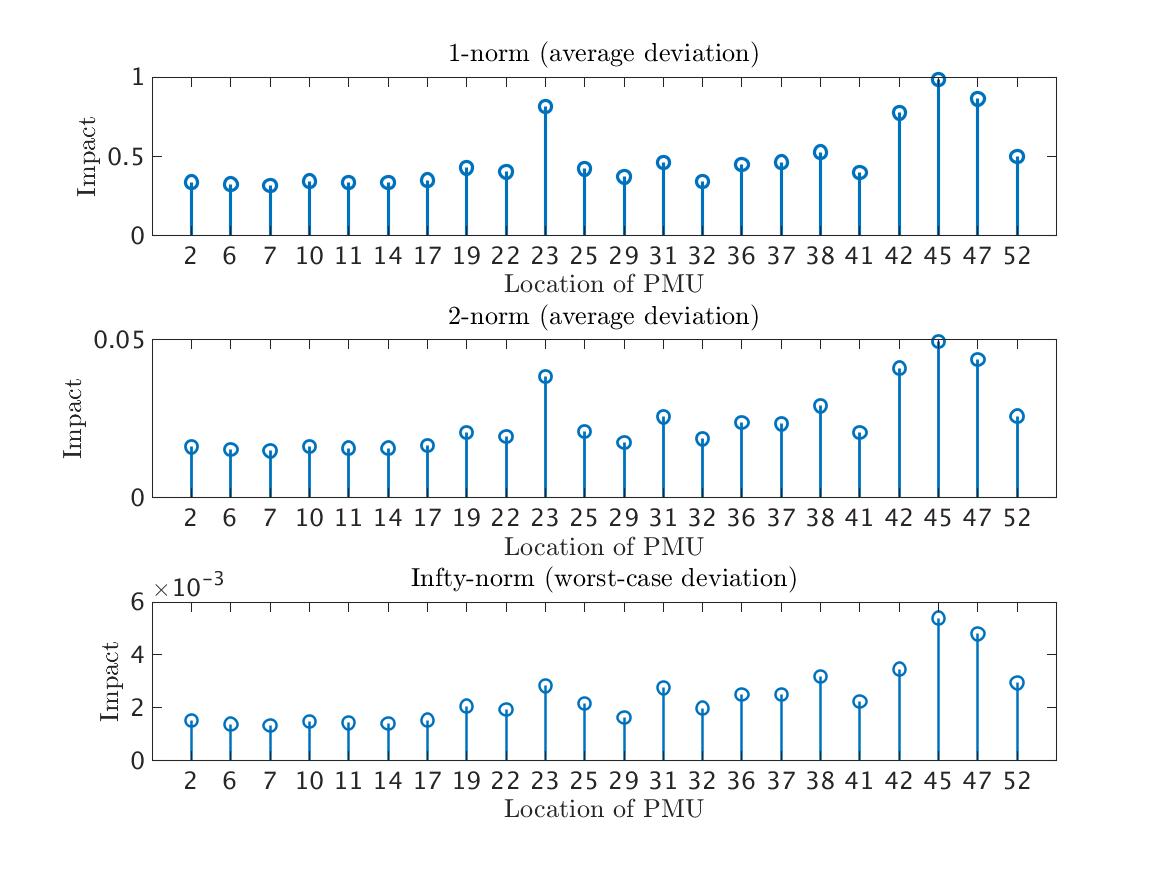 1-norm (average deviation)
1
0.5
0
Impact
2 6 7 10 11 14 17 19 22 23 25 29 31 32 36 37 38 41 42 45 47 52
Location of PMU
2-norm (average deviation)
0.05
0
Impact
2 6 7 10 11 14 17 19 22 23 25 29 31 32 36 37 38 41 42 45 47 52
Location of PMU
Infty-norm (worst-case deviation)
×10⁻³
6
4
2
0
Impact
2 6 7 10 11 14 17 19 22 23 25 29 31 32 36 37 38 41 42 45 47 52
Location of PMU